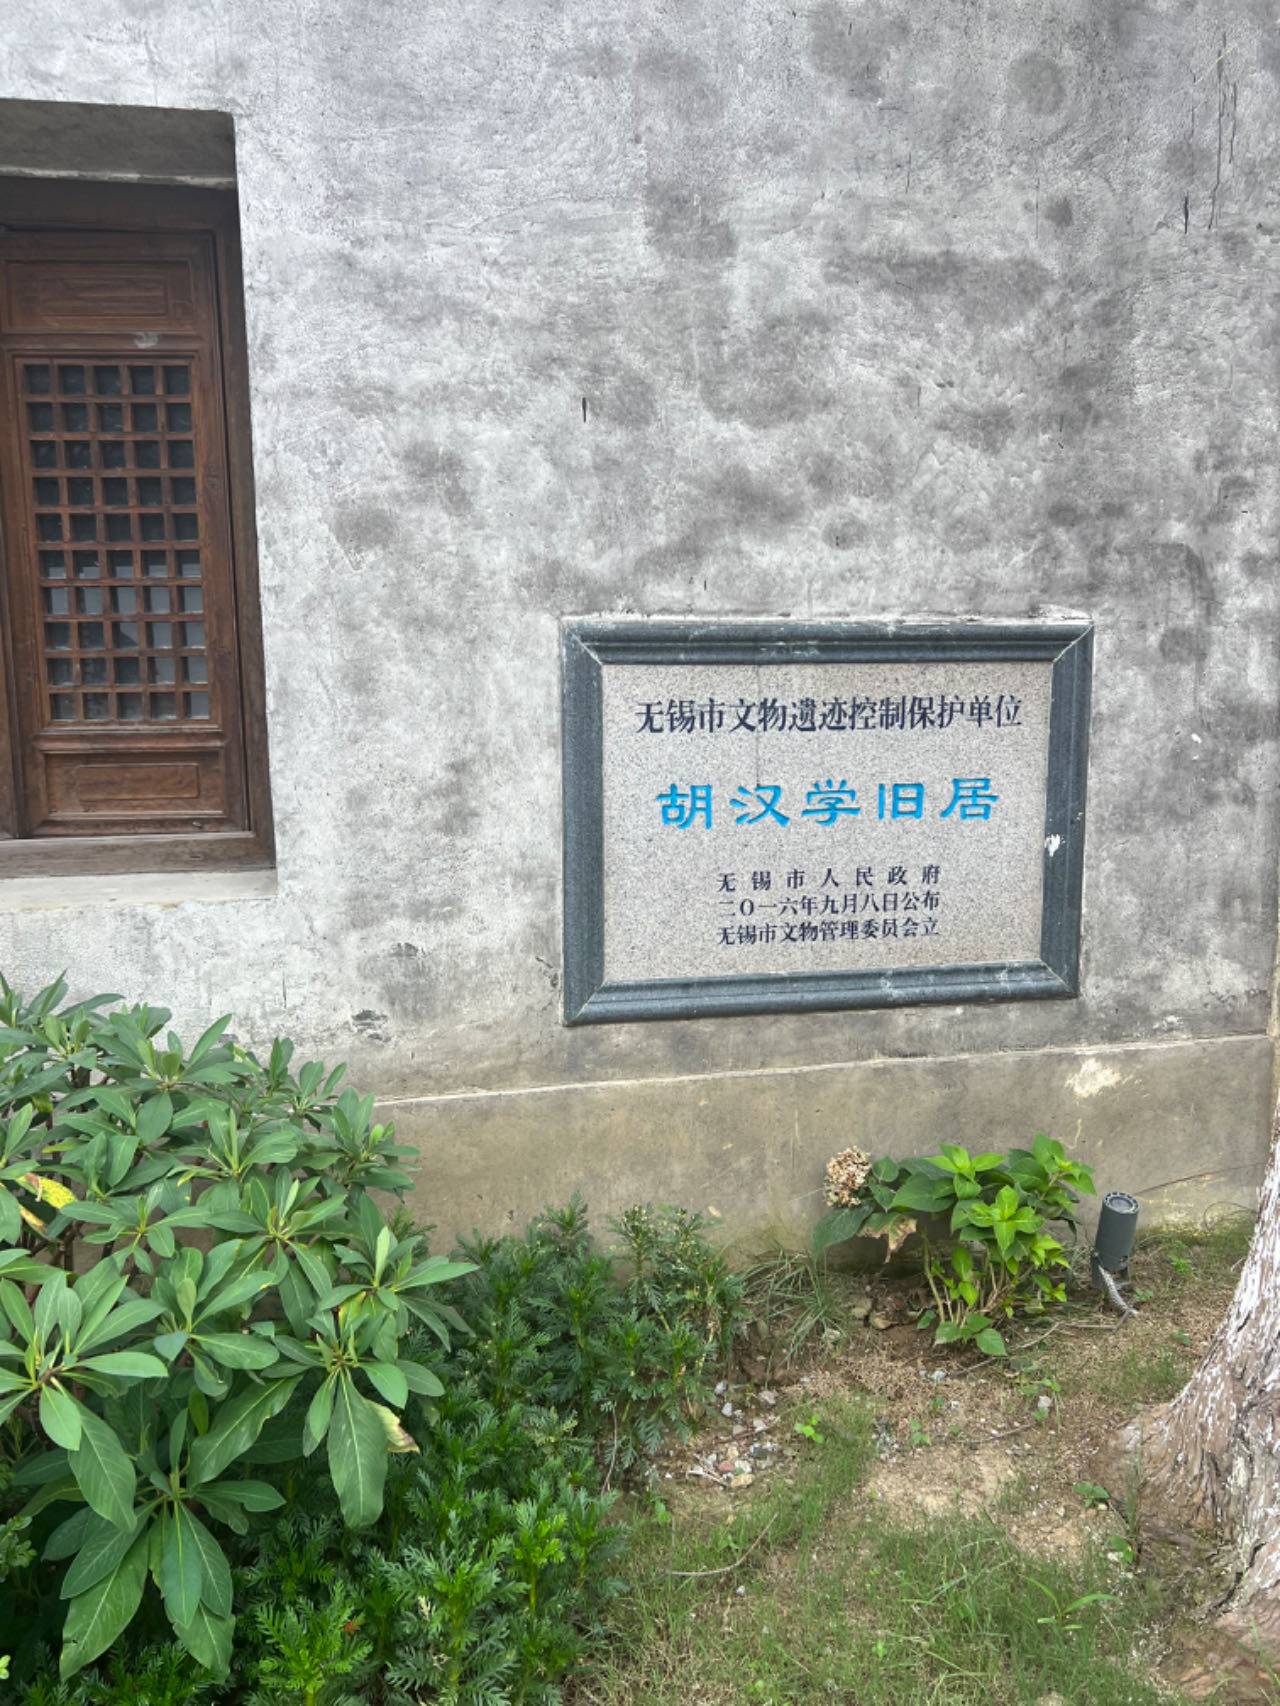 无锡市文物遗迹控制保护单位
胡汉学旧居
无锡市人民政府
二〇一六年九月八日公布
无锡市文物管理委员会立